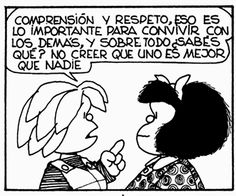 COMPRENSIÓN Y RESPETO, ESO ES
LO IMPORTANTE PARA CONVIVIR CON
LOS DEMÁS, Y SOBRE TODO ¿SABES
QUÉ? NO CREER QUE UNO ES MEJOR
QUE NADIE